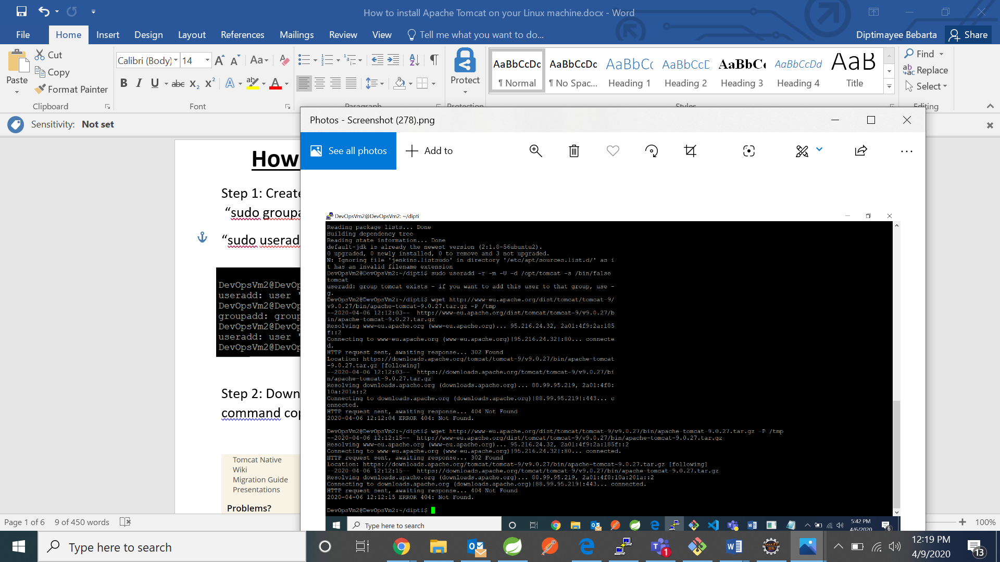 How to install Apache Tomcat on your Linux machine.docx - Word
File Home Insert Design Layout References Mailings Review View Tell me what you want to do... Diptimayee Bebarta Share
Paste
Cut
Copy
Format Painter
Clipboard
Calibri (Body) 14
Font
Protect
AaBbCcDc AaBbCcDc AaBbCc AaBbCcD AaBbC AaBbCcDd AaB
¶ Normal ¶ No Spac... Heading 1 Heading 2 Heading 3 Heading 4 Title
Find
Replace
Select
Editing
Sensitivity: Not set
Photos - Screenshot (278).png
See all photos Add to
How
Step 1: Create
“sudo groupa
“sudo userad
DevOpsVm2@DevOp
useradd: user '
DevOpsVm2@DevOp
groupadd: group
DevOpsVm2@DevOp
useradd: user '
DevOpsVm2@DevOp
Step 2: Down
command cop
Tomcat Native
Wiki
Migration Guide
Presentations
Problems?
DevOpsVm2@DevOpsVm2: ~/dipti
Reading package lists... Done
Building dependency tree
Reading state information... Done
default-jdk is already the newest version (2:1.8-56ubuntu2).
0 upgraded, 0 newly installed, 0 to remove and 3 not upgraded.
N: Ignoring file 'jenkins.listsudo' in directory '/etc/apt/sources.list.d/' as i
t has an invalid filename extension
DevOpsVm2@DevOpsVm2:~/dipti$ sudo useradd -r -m -U -d /opt/tomcat -s /bin/false
tomcat
useradd: group tomcat exists - if you want to add this user to that group, use -
g.
DevOpsVm2@DevOpsVm2:~/dipti$ wget http://www-eu.apache.org/dist/tomcat/tomcat-9/
v9.0.27/bin/apache-tomcat-9.0.27.tar.gz -P /tmp
--2020-04-06 12:12:03-- http://www-eu.apache.org/dist/tomcat/tomcat-9/v9.0.27/b
in/apache-tomcat-9.0.27.tar.gz
Resolving www-eu.apache.org (www-eu.apache.org)... 95.216.24.32, 2a01:4f9:2a:185
f::2
Connecting to www-eu.apache.org (www-eu.apache.org)|95.216.24.32|:80... connecte
d.
HTTP request sent, awaiting response... 302 Found
Location: https://downloads.apache.org/tomcat/tomcat-9/v9.0.27/bin/apache-tomcat
-9.0.27.tar.gz [following]
--2020-04-06 12:12:03-- https://downloads.apache.org/tomcat/tomcat-9/v9.0.27/bi
n/apache-tomcat-9.0.27.tar.gz
Resolving downloads.apache.org (downloads.apache.org)... 88.99.95.219, 2a01:4f8:
10a:201a::2
Connecting to downloads.apache.org (downloads.apache.org)|88.99.95.219|:443... c
onnected.
HTTP request sent, awaiting response... 404 Not Found
2020-04-06 12:12:04 ERROR 404: Not Found.
DevOpsVm2@DevOpsVm2:~/dipti$ wget http://www-eu.apache.org/dist/tomcat/tomcat-9/v9.0.27/bin/apache-tomcat-9.0.27.tar.gz -P /tmp
--2020-04-06 12:12:15-- http://www-eu.apache.org/dist/tomcat/tomcat-9/v9.0.27/bin/apache-tomcat-9.0.27.tar.gz
Resolving www-eu.apache.org (www-eu.apache.org)... 95.216.24.32, 2a01:4f9:2a:185f::2
Connecting to www-eu.apache.org (www-eu.apache.org)|95.216.24.32|:80... connected.
HTTP request sent, awaiting response... 302 Found
Location: https://downloads.apache.org/tomcat/tomcat-9/v9.0.27/bin/apache-tomcat-9.0.27.tar.gz [following]
--2020-04-06 12:12:15-- https://downloads.apache.org/tomcat/tomcat-9/v9.0.27/bin/apache-tomcat-9.0.27.tar.gz
Resolving downloads.apache.org (downloads.apache.org)... 88.99.95.219, 2a01:4f8:10a:201a::2
Connecting to downloads.apache.org (downloads.apache.org)|88.99.95.219|:443... connected.
HTTP request sent, awaiting response... 404 Not Found
2020-04-06 12:12:15 ERROR 404: Not Found.
DevOpsVm2@DevOpsVm2:~/dipti$
Type here to search
5:42 PM
4/6/2020
6
Page 1 of 6 9 of 450 words 100%
Type here to search
1
12:19 PM
4/9/2020
13